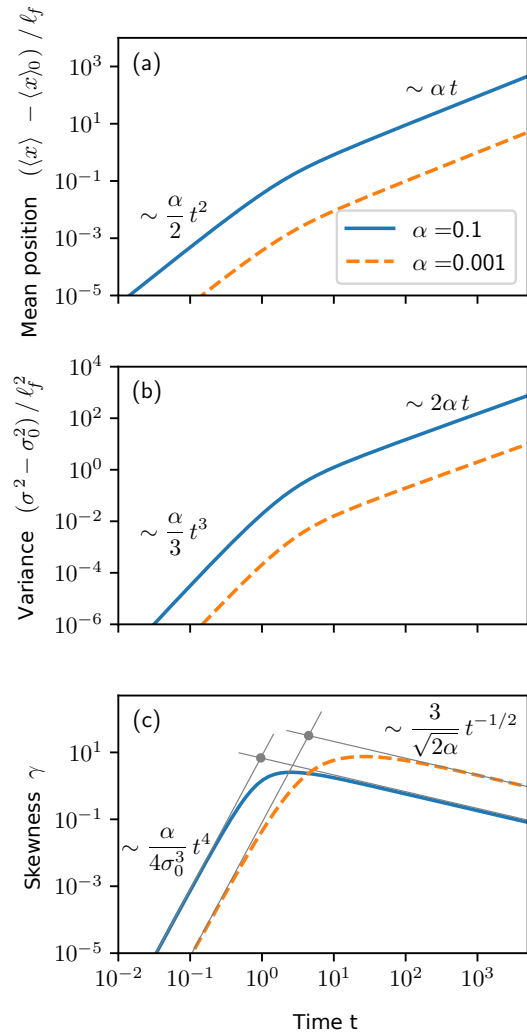 Mean position (⟨x⟩ − ⟨x⟩₀) / ℓ_f
10³
10¹
10⁻¹
10⁻³
10⁻⁵
(a)
∼ α t
∼ α/2 t²
α =0.1
α =0.001
Variance (σ² − σ₀²)/ ℓ_f²
10⁴
10²
10⁰
10⁻²
10⁻⁴
10⁻⁶
(b)
∼ 2α t
∼ α/3 t³
Skewness γ
10¹
10⁻¹
10⁻³
10⁻⁵
(c)
∼ 3/√(2α) t^(−1/2)
∼ α/(4σ₀³) t⁴
10⁻² 10⁻¹ 10⁰ 10¹ 10² 10³
Time t